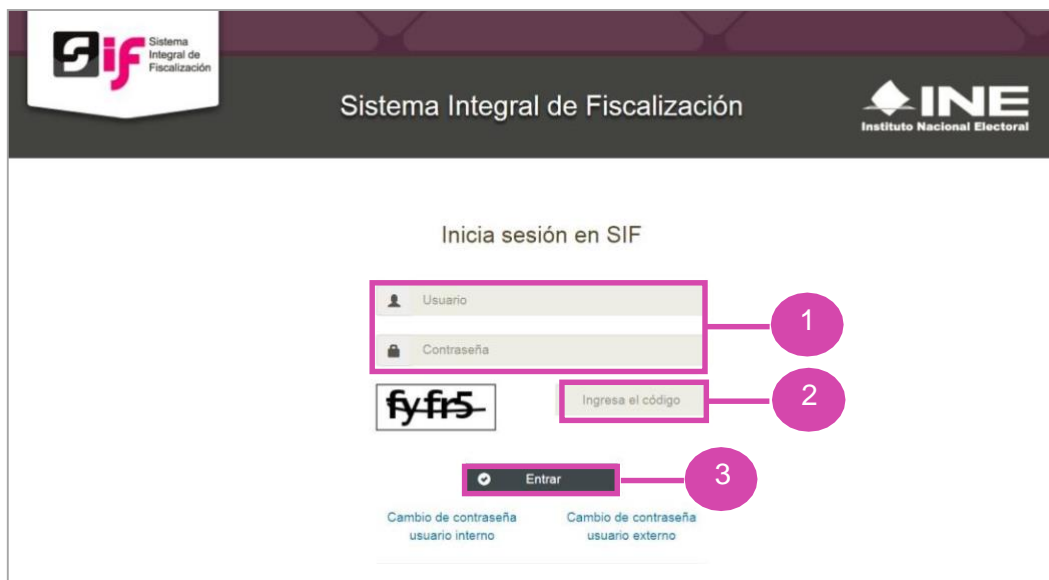 Sif Sistema
Integral de
Fiscalización
Sistema Integral de Fiscalización
INE
Instituto Nacional Electoral
Inicia sesión en SIF
Usuario
1
Contraseña
fyfr5
Ingresa el código
2
Entrar
3
Cambio de contraseña
usuario interno
Cambio de contraseña
usuario externo